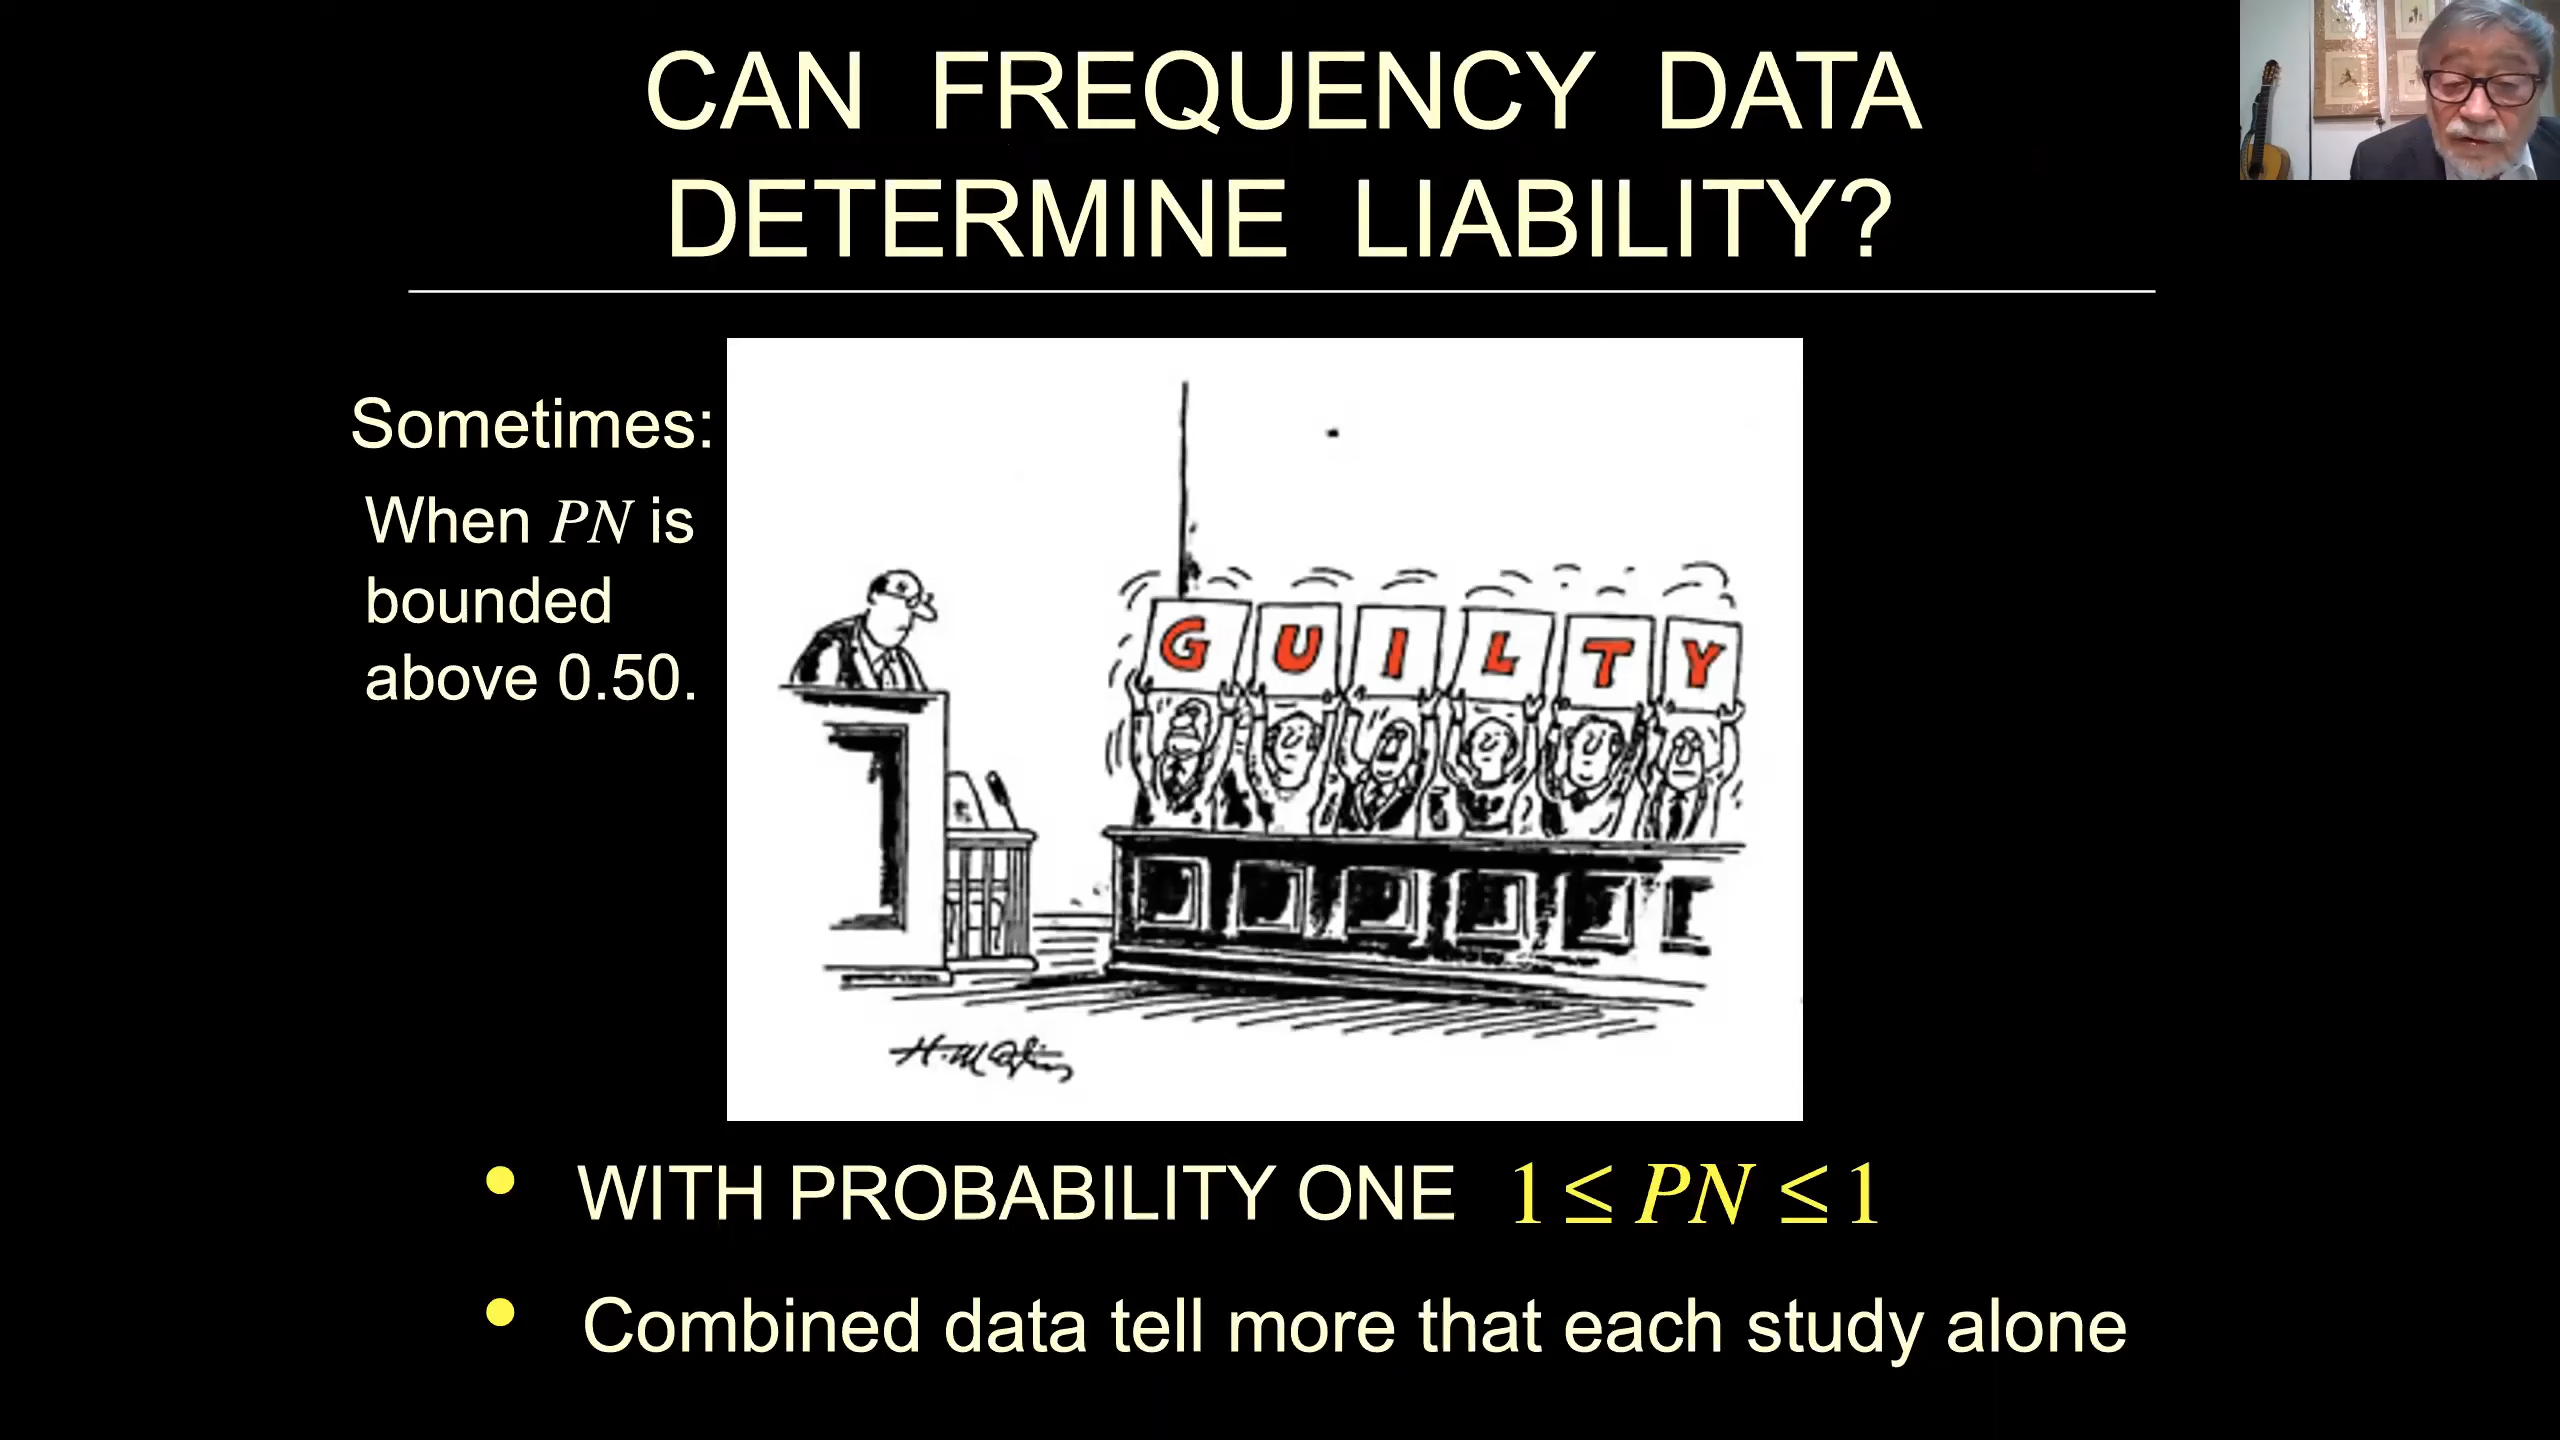 CAN FREQUENCY DATA
DETERMINE LIABILITY?
Sometimes:
When PN is
bounded
above 0.50.
G U I L T Y
• WITH PROBABILITY ONE 1 ≤ PN ≤ 1
• Combined data tell more that each study alone